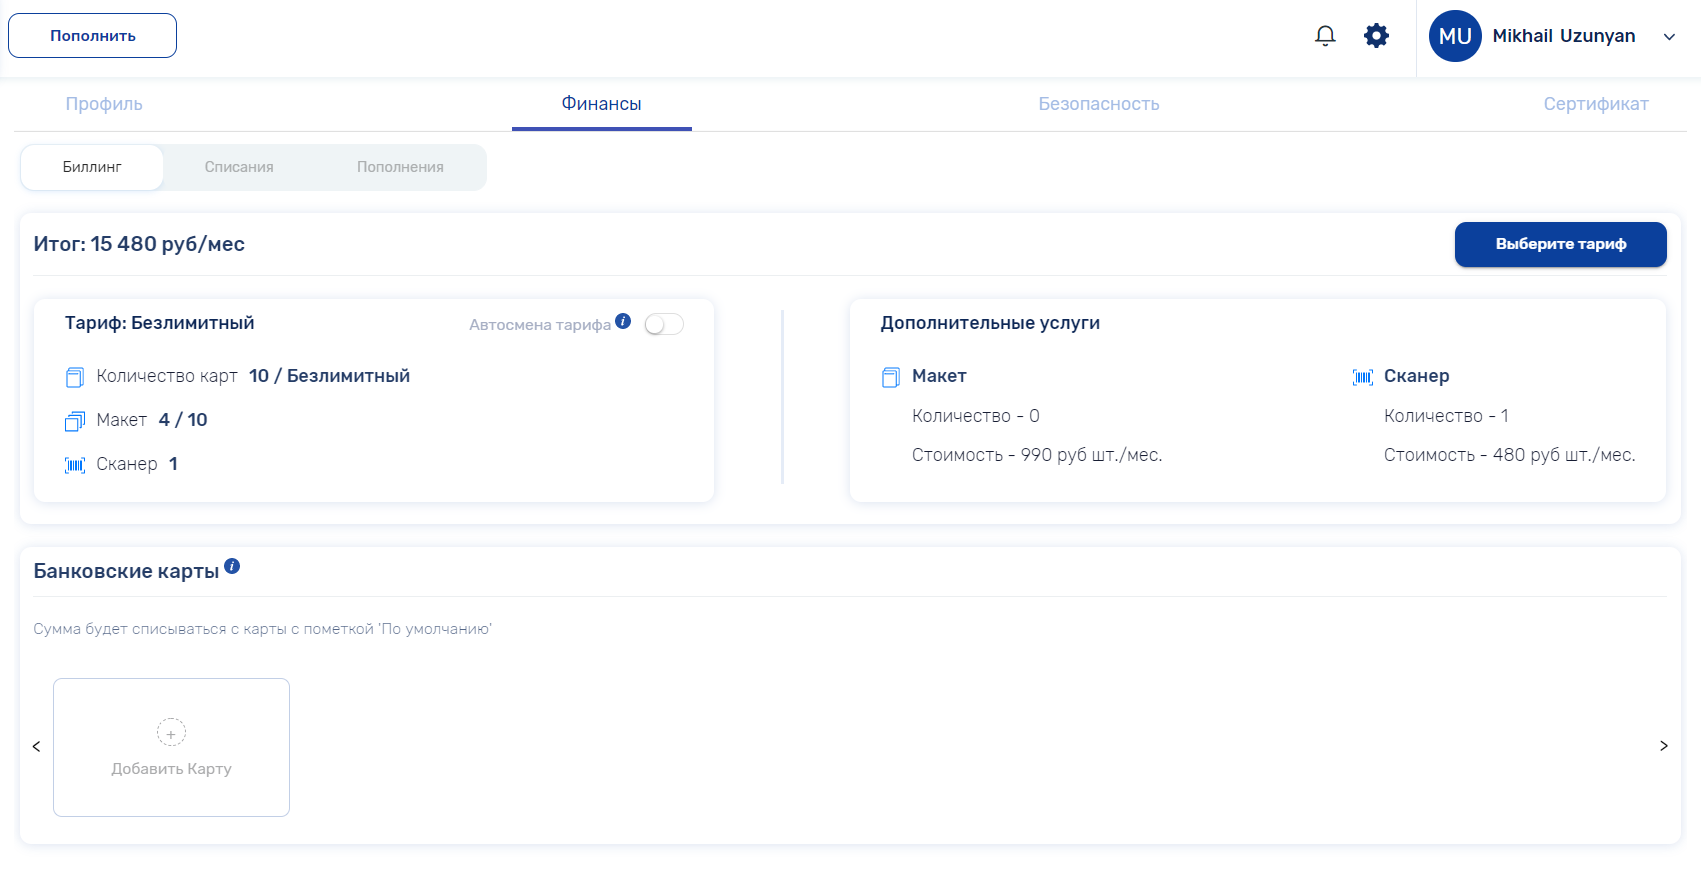 Пополнить
MU Mikhail Uzunyan
Профиль Финансы Безопасность Сертификат
Биллинг Списания Пополнения
Итог: 15 480 руб/мес
Выберите тариф
Тариф: Безлимитный
Автосмена тарифа i
Количество карт 10 / Безлимитный
Макет 4 / 10
Сканер 1
Дополнительные услуги
Макет
Количество - 0
Стоимость - 990 руб шт./мес.
Сканер
Количество - 1
Стоимость - 480 руб шт./мес.
Банковские карты i
Сумма будет списываться с карты с пометкой 'По умолчанию'
Добавить Карту